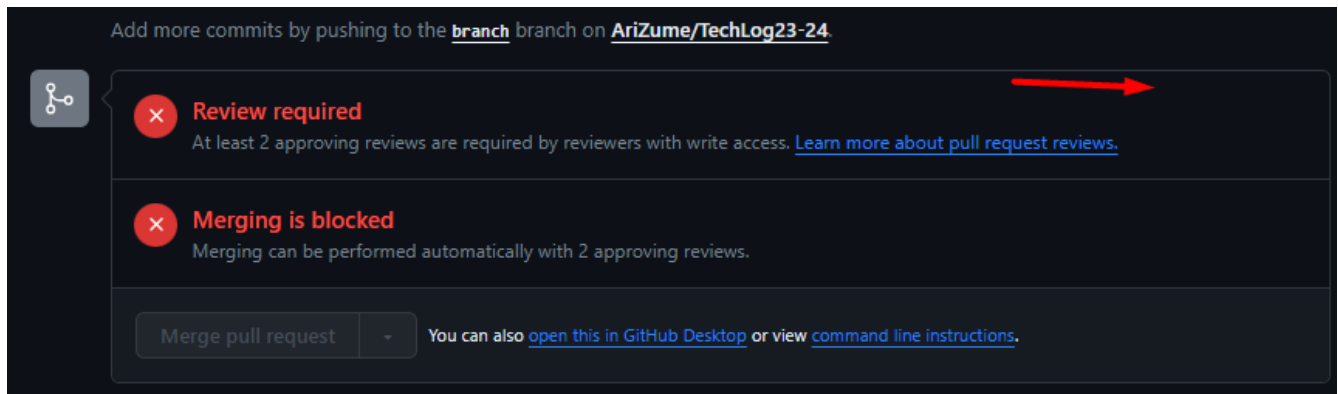 Add more commits by pushing to the branch branch on AriZume/TechLog23-24.
Review required
At least 2 approving reviews are required by reviewers with write access. Learn more about pull request reviews.
Merging is blocked
Merging can be performed automatically with 2 approving reviews.
Merge pull request You can also open this in GitHub Desktop or view command line instructions.